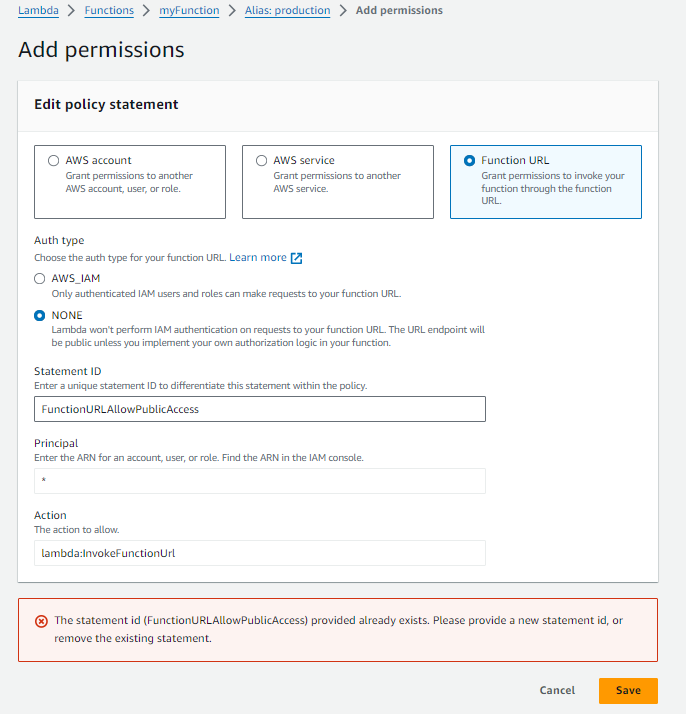 Lambda > Functions > myFunction > Alias: production > Add permissions
Add permissions
Edit policy statement
AWS account
Grant permissions to another
AWS account, user, or role.
AWS service
Grant permissions to another
AWS service.
Function URL
Grant permissions to invoke your
function through the function
URL.
Auth type
Choose the auth type for your function URL. Learn more
AWS_IAM
Only authenticated IAM users and roles can make requests to your function URL.
NONE
Lambda won't perform IAM authentication on requests to your function URL. The URL endpoint will
be public unless you implement your own authorization logic in your function.
Statement ID
Enter a unique statement ID to differentiate this statement within the policy.
FunctionURLAllowPublicAccess
Principal
Enter the ARN for an account, user, or role. Find the ARN in the IAM console.
*
Action
The action to allow.
lambda:InvokeFunctionUrl
The statement id (FunctionURLAllowPublicAccess) provided already exists. Please provide a new statement id, or
remove the existing statement.
Cancel Save